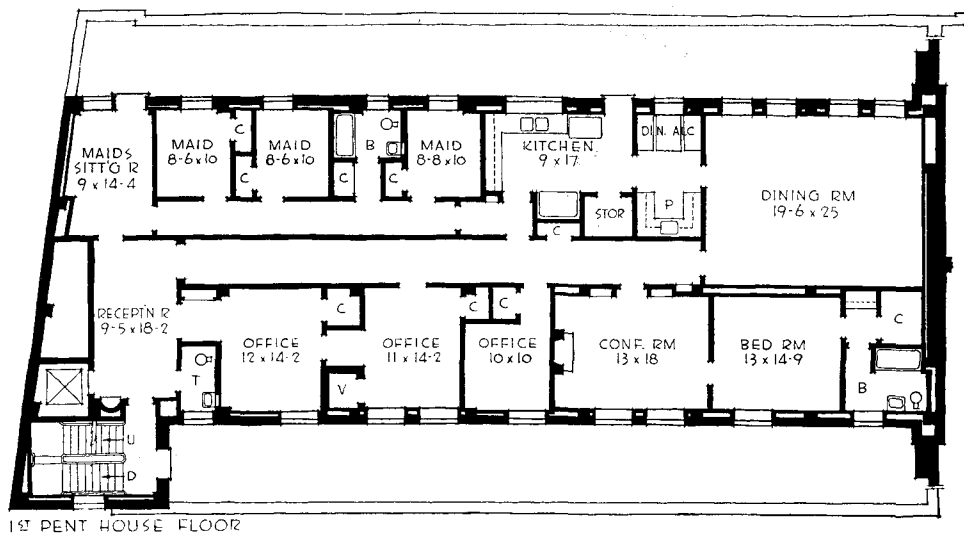 MAIDS
SITT'G R
9 x 14-4
MAID
8-6 x 10
C
C
MAID
8-6 x 10
B
C
C
MAID
8-8 x 10
KITCHEN
9 x 17
DIN. ALC
STOR
P
C
DINING RM
19-6 x 25
RECEPT'N R
9-5 x 18-2
T
OFFICE
12 x 14-2
C
V
OFFICE
11 x 14-2
C
C
OFFICE
10 x 10
CONF. RM
13 x 18
BED RM
13 x 14-9
C
B
U
D
1ST PENT HOUSE FLOOR